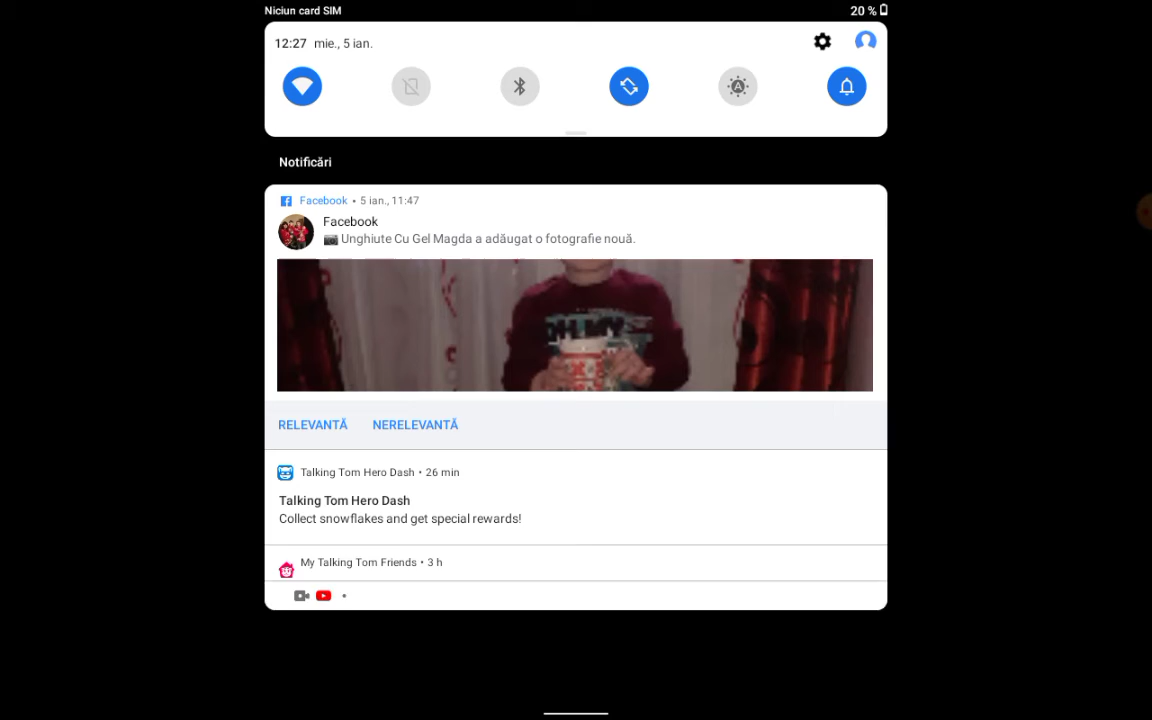 Niciun card SIM
20 %
12:27 mie., 5 ian.
A
Notificări
Facebook • 5 ian., 11:47
Facebook
Unghiute Cu Gel Magda a adăugat o fotografie nouă.
OH MY
RELEVANTĂ NERELEVANTĂ
Talking Tom Hero Dash • 26 min
Talking Tom Hero Dash
Collect snowflakes and get special rewards!
My Talking Tom Friends • 3 h